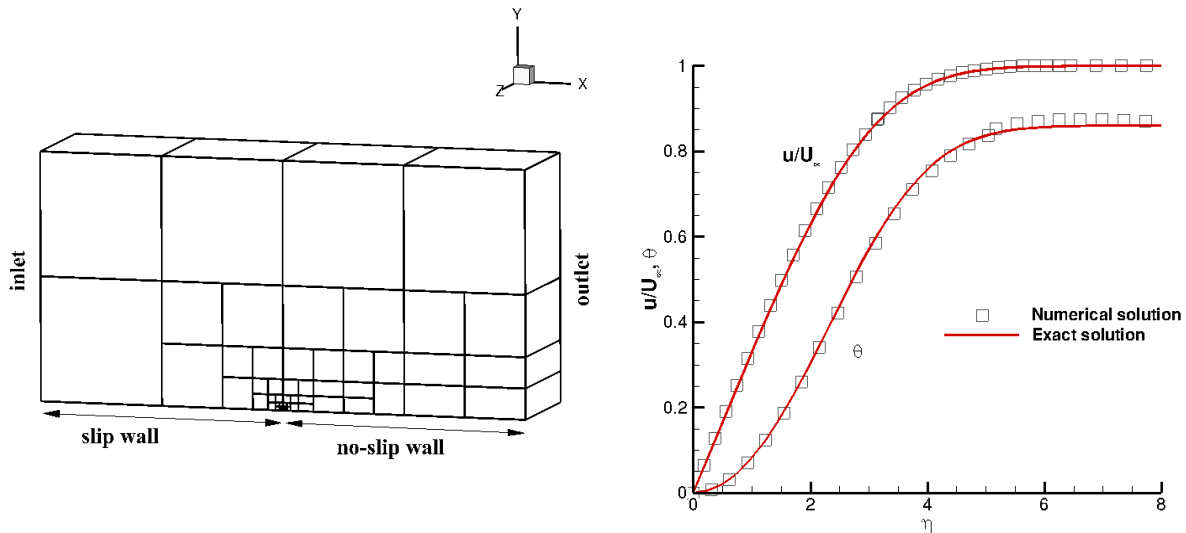 Y
Z
X
inlet
outlet
slip wall
no-slip wall
1
0.8
0.6
0.4
0.2
0
u/U∞, θ
u/U∞
θ
Numerical solution
Exact solution
0 2 4 6 8
η